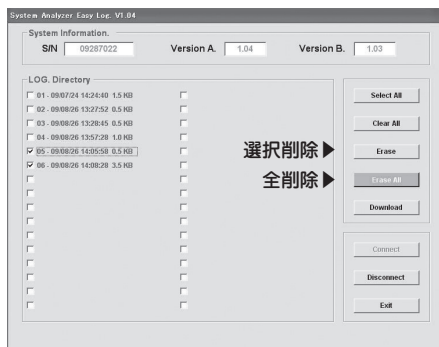 System Analyzer Easy Log. V1.04
System Information.
S/N 09287022 Version A. 1.04 Version B. 1.03
LOG. Directory
01 - 09/07/24 14:24:40 1.5 KB
02 - 09/08/26 13:27:52 0.5 KB
03 - 09/08/26 13:28:45 0.5 KB
04 - 09/08/26 13:57:28 1.0 KB
05 - 09/08/26 14:05:58 0.5 KB
06 - 09/08/26 14:08:28 3.5 KB
Select All
Clear All
選択削除▶ Erase
全削除▶ Erase All
Download
Connect
Disconnect
Exit